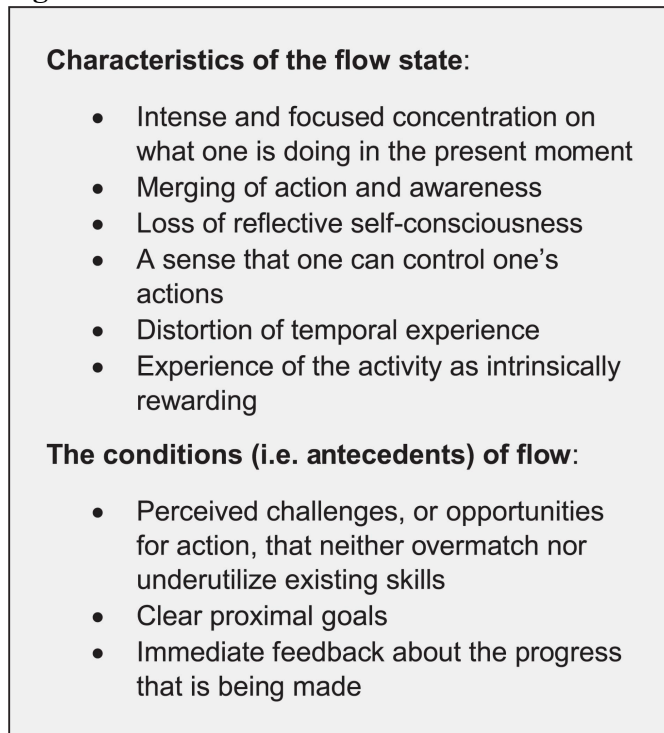 Characteristics of the flow state:
• Intense and focused concentration on
what one is doing in the present moment
• Merging of action and awareness
• Loss of reflective self-consciousness
• A sense that one can control one's
actions
• Distortion of temporal experience
• Experience of the activity as intrinsically
rewarding
The conditions (i.e. antecedents) of flow:
• Perceived challenges, or opportunities
for action, that neither overmatch nor
underutilize existing skills
• Clear proximal goals
• Immediate feedback about the progress
that is being made